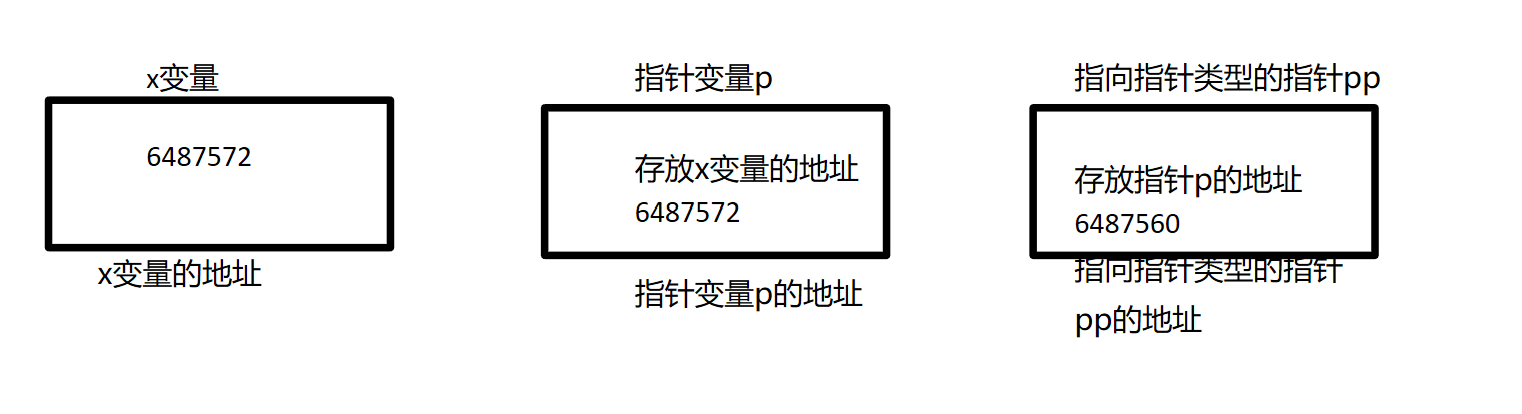 x变量
6487572
x变量的地址
指针变量p
存放x变量的地址
6487572
指针变量p的地址
指向指针类型的指针pp
存放指针p的地址
6487560
指向指针类型的指针
pp的地址